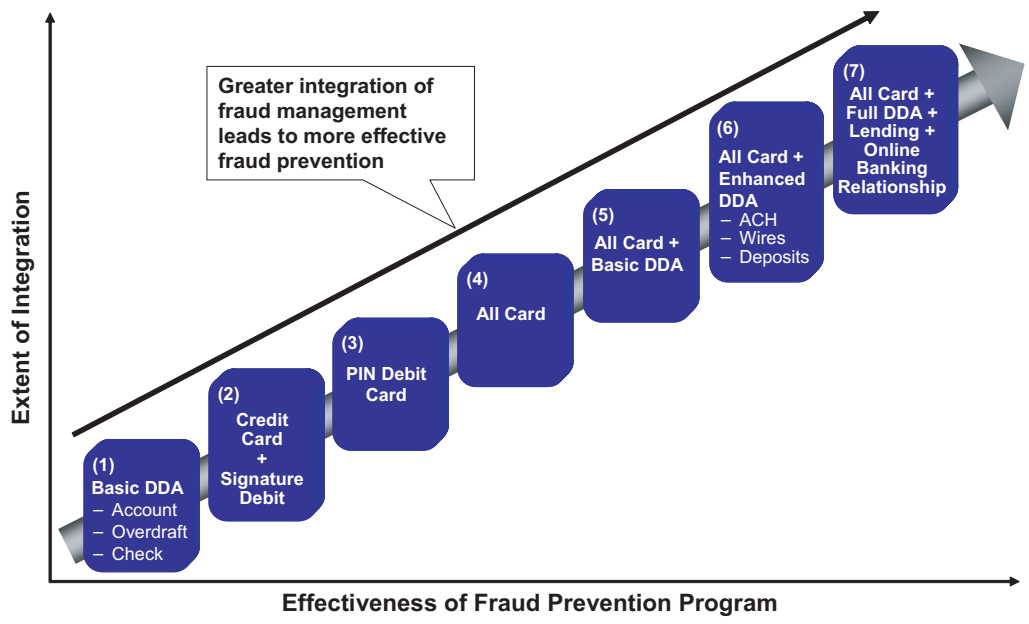 Greater integration of
fraud management
leads to more effective
fraud prevention
Extent of Integration
(1)
Basic DDA
– Account
– Overdraft
– Check
(2)
Credit
Card
+
Signature
Debit
(3)
PIN Debit
Card
(4)
All Card
(5)
All Card +
Basic DDA
(6)
All Card +
Enhanced
DDA
– ACH
– Wires
– Deposits
(7)
All Card +
Full DDA +
Lending +
Online
Banking
Relationship
Effectiveness of Fraud Prevention Program